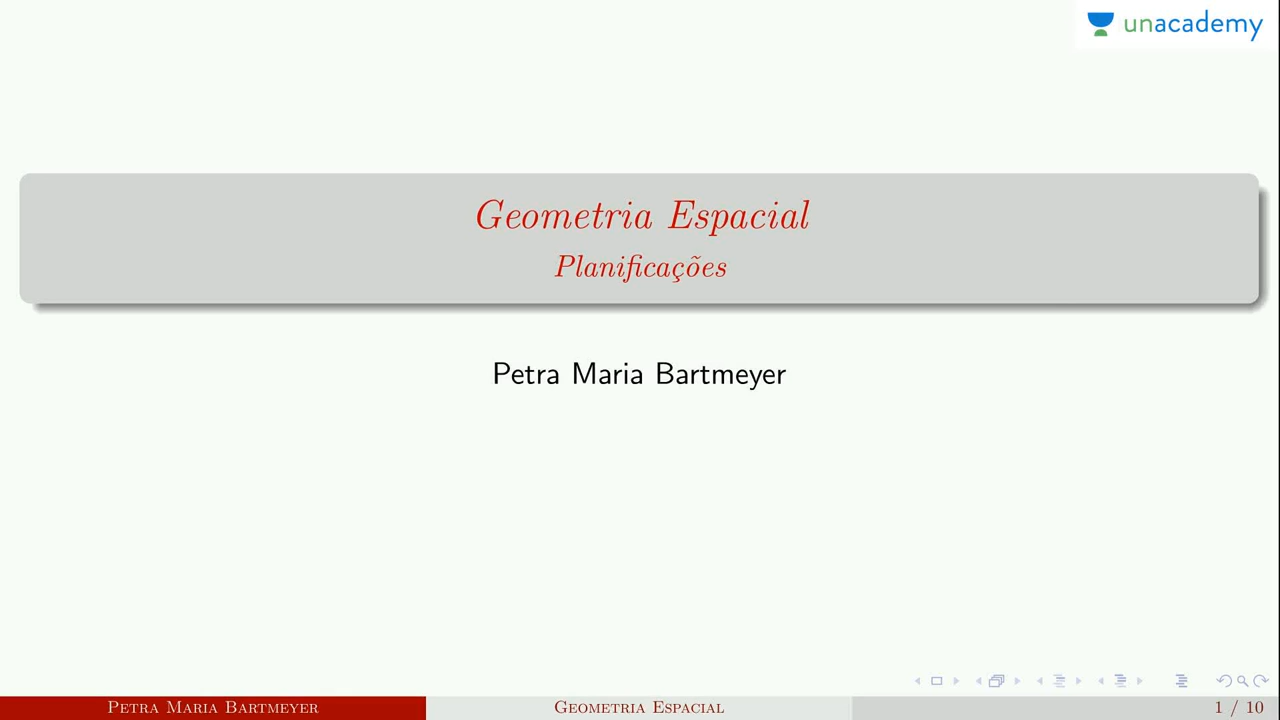 unacademy
Geometria Espacial
Planificações
Petra Maria Bartmeyer
Petra Maria Bartmeyer
Geometria Espacial
1 / 10